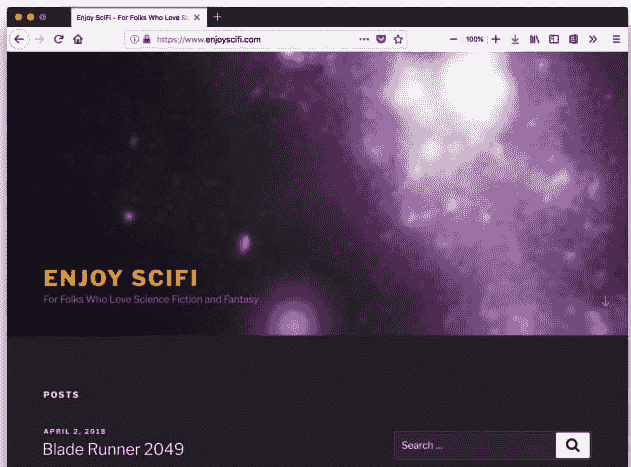 Enjoy SciFi - For Folks Who Love Sc
https://www.enjoyscifi.com
100%
ENJOY SCIFI
For Folks Who Love Science Fiction and Fantasy
POSTS
APRIL 2, 2018
Blade Runner 2049
Search ...